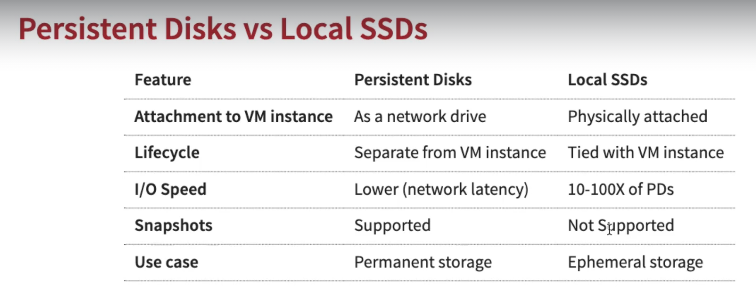 Persistent Disks vs Local SSDs
Feature Persistent Disks Local SSDs
Attachment to VM instance As a network drive Physically attached
Lifecycle Separate from VM instance Tied with VM instance
I/O Speed Lower (network latency) 10-100X of PDs
Snapshots Supported Not Supported
Use case Permanent storage Ephemeral storage